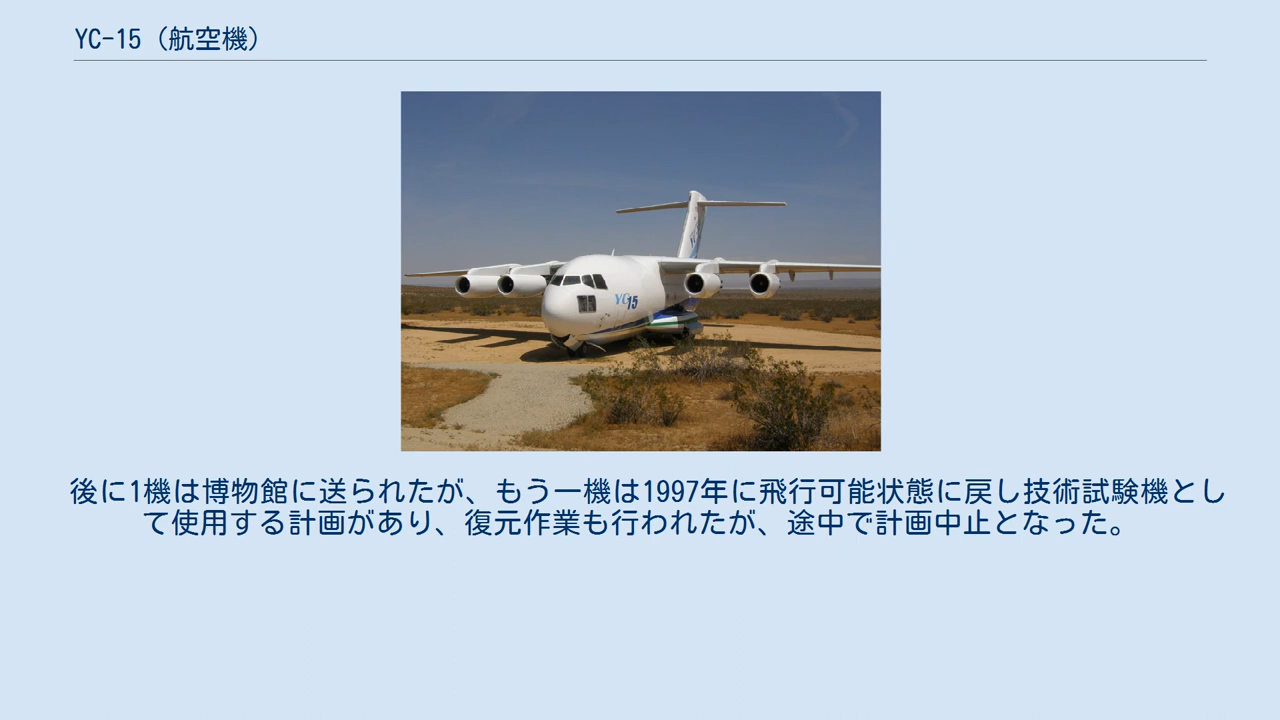 YC-15（航空機）
YC15
後に1機は博物館に送られたが、もう一機は1997年に飛行可能状態に戻し技術試験機とし
て使用する計画があり、復元作業も行われたが、途中で計画中止となった。